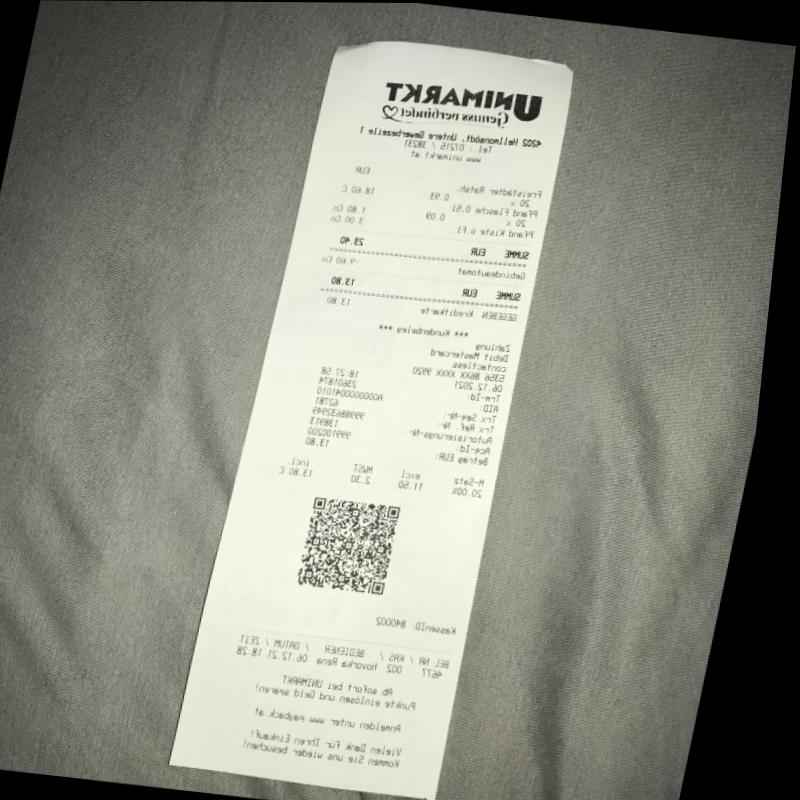 UNIMARKT
Genuss verbindet
4202 Hellmonsödt, Untere Gewerbezeile 1
Tel.: 07215 / 38231
www.unimarkt.at
EUR
Freistädter Ratsh.
20 x 0.93 18.60 C
Pfand Flasche 0.5l
20 x 0.09 1.80 Cn
Pfand Kiste o.Fl. 3.00 Cn
SUMME EUR 23.40
Gebindeautomat -9.60 Cn
SUMME EUR 13.80
GEGEBEN Kreditkarte 13.80
*** Kundenbeleg ***
Zahlung
Debit Mastercard
contactless
5356 86XX XXXX 9920
06.12.2021 18:27:58
Trm-Id: 23601874
AID: A0000000041010
Trx Seq-Nr.: 62781
Trx Ref. Nr.: 99988632949
Autorisierungs-Nr.: 138913
Acq-Id: 999100200
Betrag EUR: 13.80
M-Satz excl MWST incl.
20.00% 11.50 2.30 13.80 C
KassenID: 840002
BEL NR / KAS / BEDIENER / DATUM / ZEIT
4677 002 Hovorka Rena 06.12.21 18:28
Ab sofort bei UNIMARKT
Punkte einlösen und Geld sparen!
Anmelden unter www.payback.at
Vielen Dank für Ihren Einkauf!
Kommen Sie uns wieder besuchen!